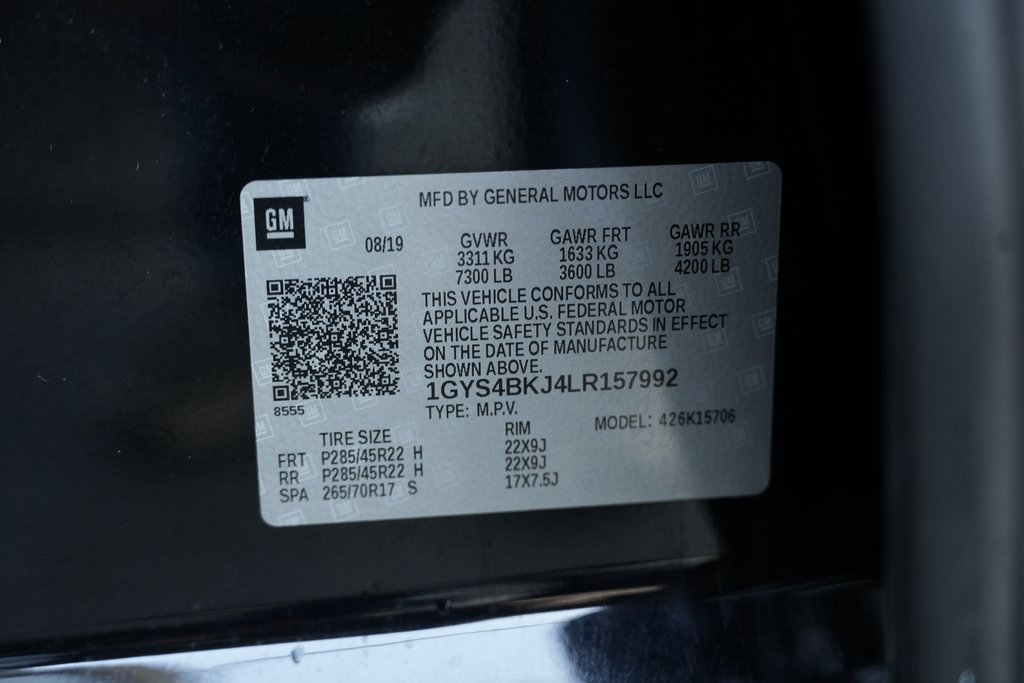 GM
MFD BY GENERAL MOTORS LLC
08/19
GVWR GAWR FRT GAWR RR
3311 KG 1633 KG 1905 KG
7300 LB 3600 LB 4200 LB
THIS VEHICLE CONFORMS TO ALL
APPLICABLE U.S. FEDERAL MOTOR
VEHICLE SAFETY STANDARDS IN EFFECT
ON THE DATE OF MANUFACTURE
SHOWN ABOVE.
1GYS4BKJ4LR157992
8555
TYPE: M.P.V.
MODEL: 426K15706
TIRE SIZE RIM
FRT P285/45R22 H 22X9J
RR P285/45R22 H 22X9J
SPA 265/70R17 S 17X7.5J